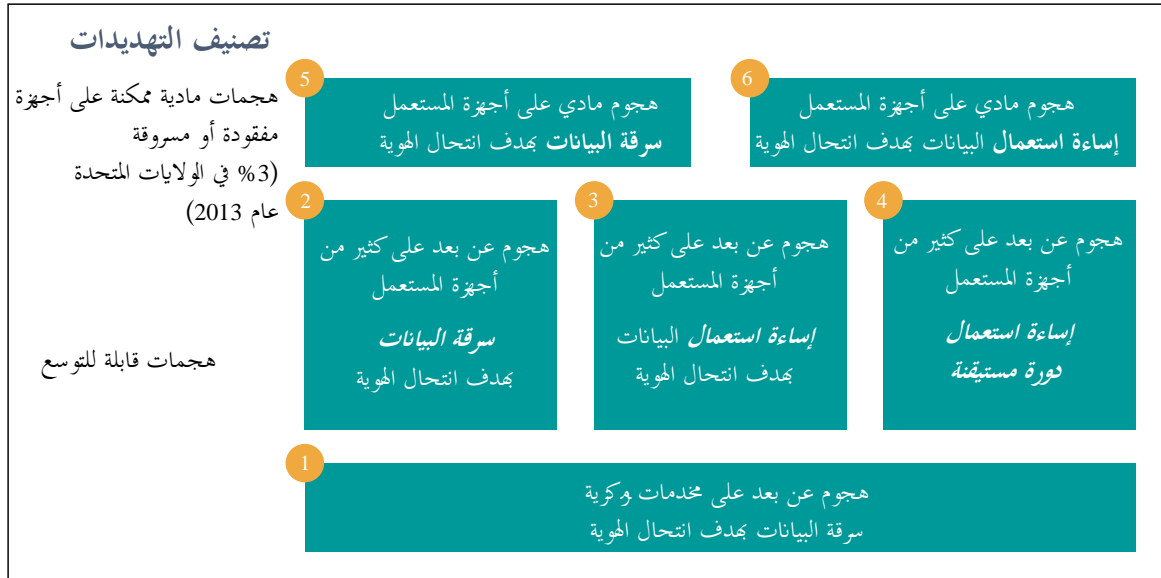 تصنيف التهديدات
هجمات مادية ممكنة على أجهزة
مفقودة أو مسروقة
(3% في الولايات المتحدة
عام 2013)
5
هجوم مادي على أجهزة المستعمل
سرقة البيانات بهدف انتحال الهوية
6
هجوم مادي على أجهزة المستعمل
إساءة استعمال البيانات بهدف انتحال الهوية
هجمات قابلة للتوسع
2
هجوم عن بعد على كثير من
أجهزة المستعمل
سرقة البيانات
بهدف انتحال الهوية
3
هجوم عن بعد على كثير من
أجهزة المستعمل
إساءة استعمال البيانات
بهدف انتحال الهوية
4
هجوم عن بعد على كثير من
أجهزة المستعمل
إساءة استعمال
دورة مستيقنة
1
هجوم عن بعد على مخدمات مركزية
سرقة البيانات بهدف انتحال الهوية